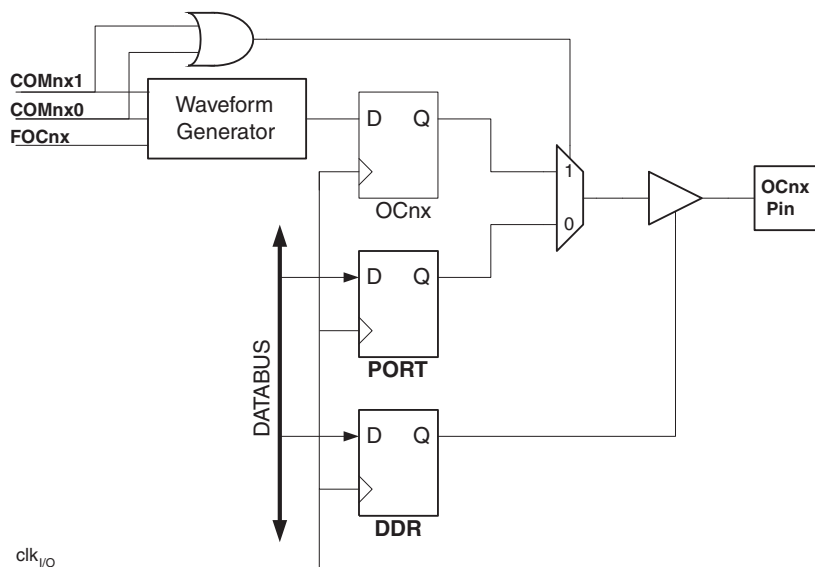 COMnx1
COMnx0
FOCnx
Waveform
Generator
D Q
OCnx
1
0
OCnx
Pin
D Q
PORT
DATABUS
D Q
DDR
clkI/O